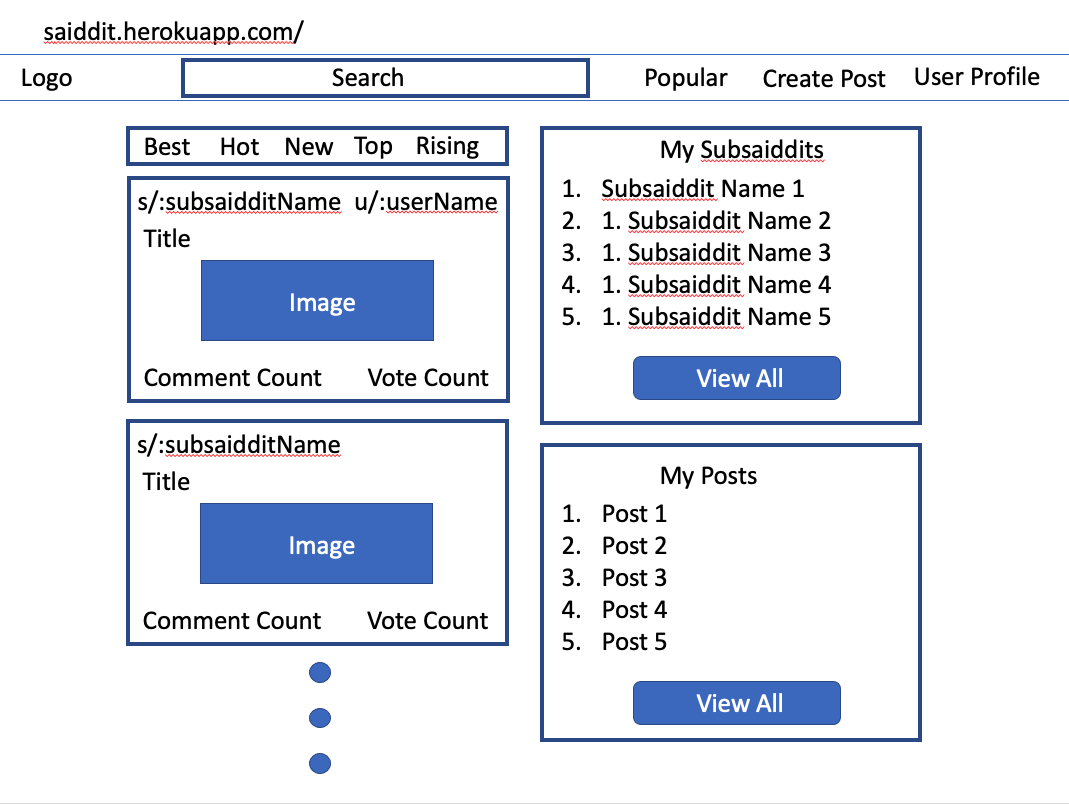 saiddit.herokuapp.com/
Logo Search Popular Create Post User Profile
Best Hot New Top Rising
s/:subsaidditName u/:userName
Title
Image
Comment Count Vote Count
s/:subsaidditName
Title
Image
Comment Count Vote Count
My Subsaiddits
1. Subsaiddit Name 1
2. 1. Subsaiddit Name 2
3. 1. Subsaiddit Name 3
4. 1. Subsaiddit Name 4
5. 1. Subsaiddit Name 5
View All
My Posts
1. Post 1
2. Post 2
3. Post 3
4. Post 4
5. Post 5
View All